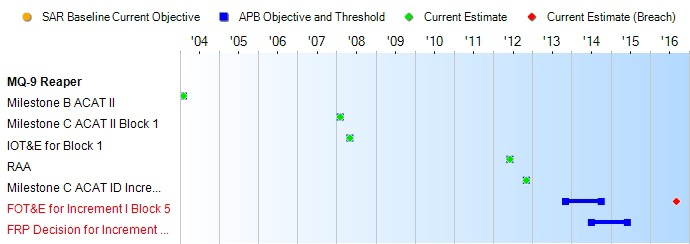 SAR Baseline Current Objective APB Objective and Threshold Current Estimate Current Estimate (Breach)
'04 '05 '06 '07 '08 '09 '10 '11 '12 '13 '14 '15 '16
MQ-9 Reaper
Milestone B ACAT II
Milestone C ACAT II Block 1
IOT&E for Block 1
RAA
Milestone C ACAT ID Incre...
FOT&E for Increment I Block 5
FRP Decision for Increment ...